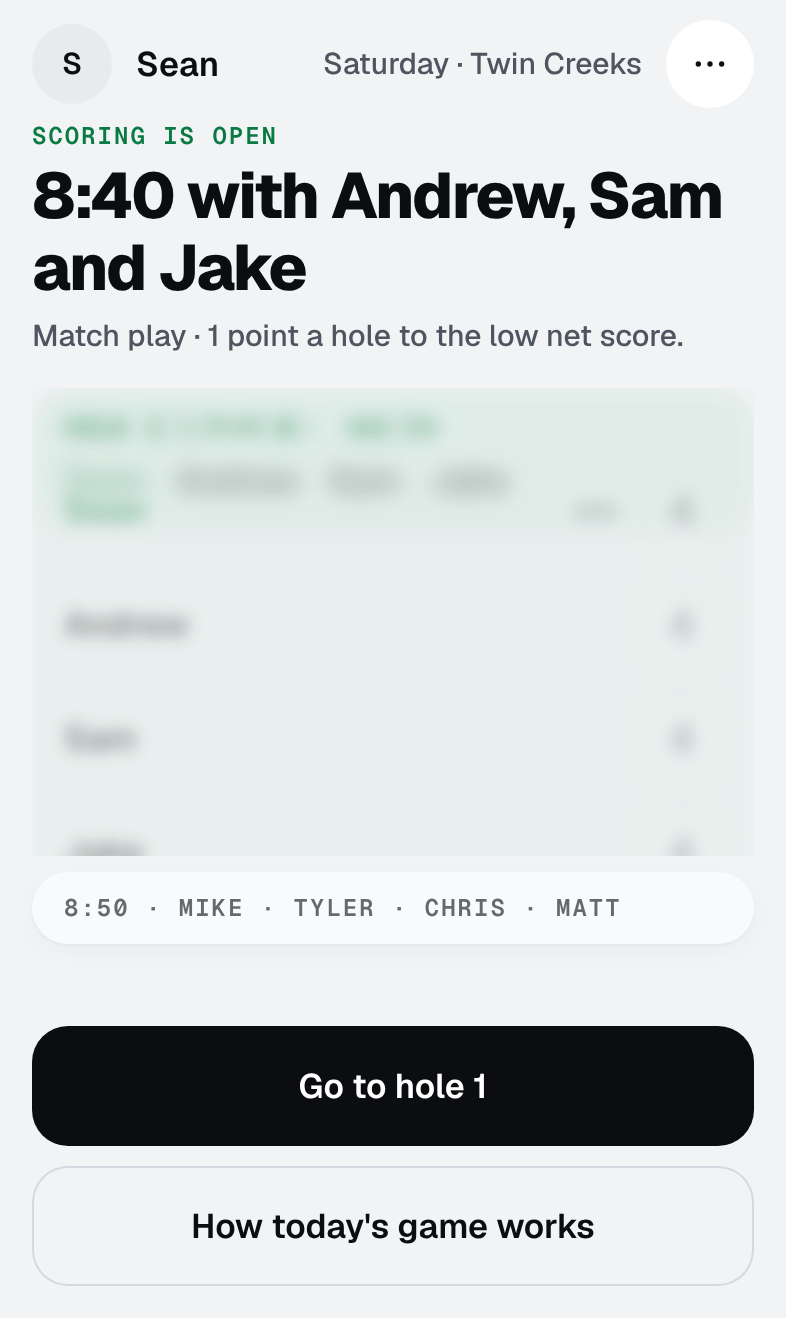 S Sean Saturday · Twin Creeks ...
SCORING IS OPEN
8:40 with Andrew, Sam
and Jake
Match play · 1 point a hole to the low net score.
Andrew
Sam
8:50 · MIKE · TYLER · CHRIS · MATT
Go to hole 1
How today's game works